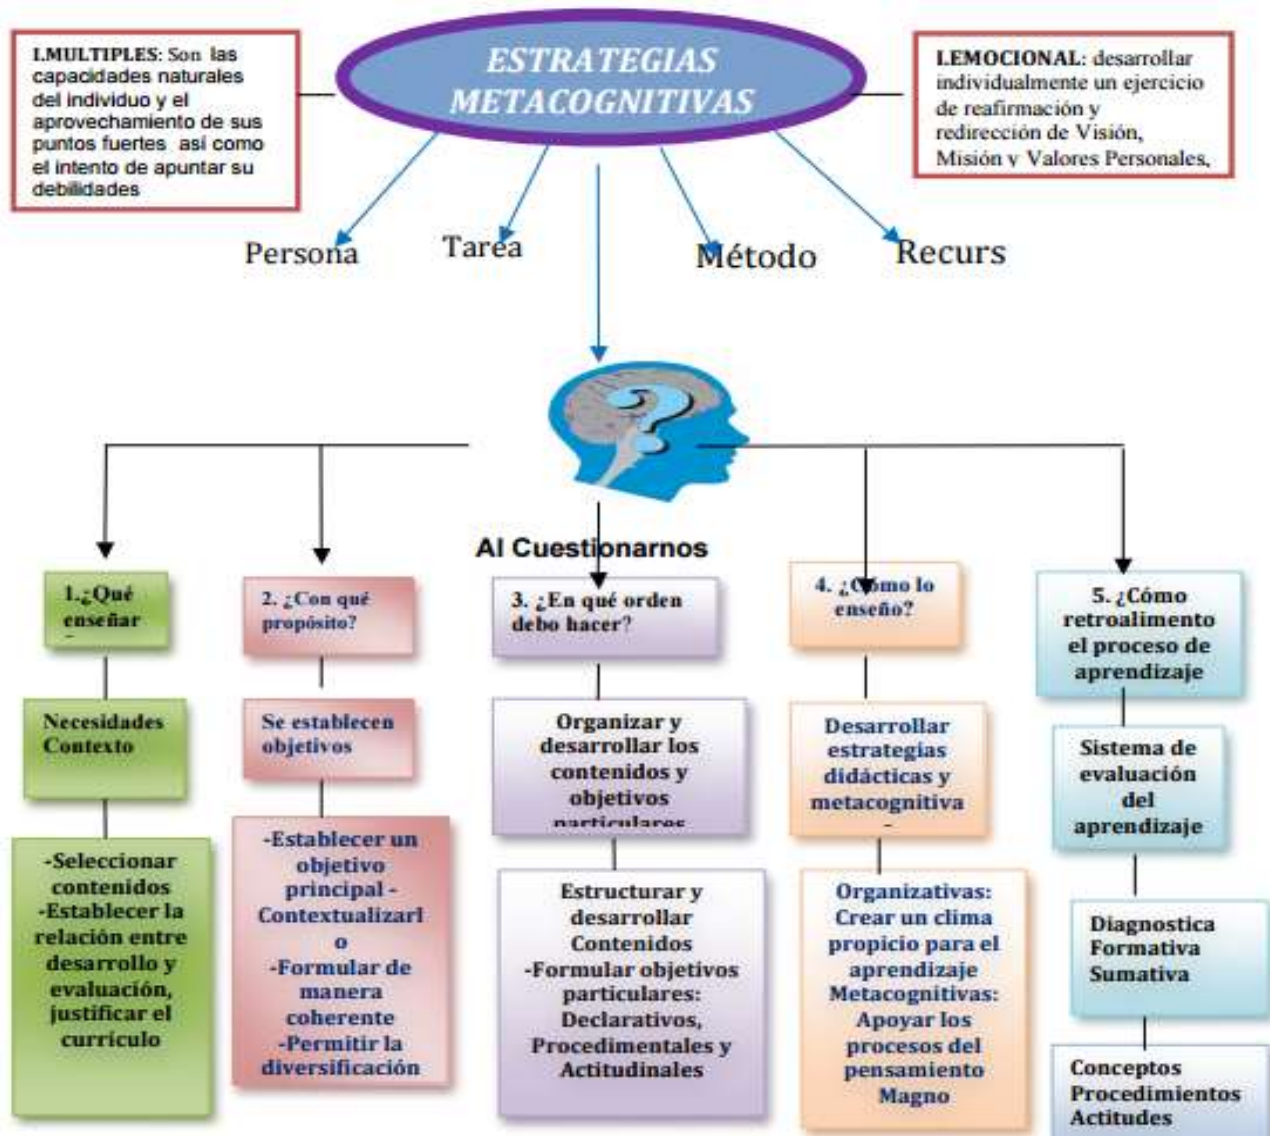 ESTRATEGIAS
METACOGNITIVAS
I.MULTIPLES: Son las
capacidades naturales
del individuo y el
aprovechamiento de sus
puntos fuertes así como
el intento de apuntar su
debilidades
I.EMOCIONAL: desarrollar
individualmente un ejercicio
de reafirmación y
redirección de Visión,
Misión y Valores Personales,
Persona
Tarea
Método
Recurs
Al Cuestionarnos
1.¿Qué
enseñar
Necesidades
Contexto
-Seleccionar
contenidos
-Establecer la
relación entre
desarrollo y
evaluación,
justificar el
currículo
2. ¿Con qué
propósito?
Se establecen
objetivos
-Establecer un
objetivo
principal -
Contextualizarl
o
-Formular de
manera
coherente
-Permitir la
diversificación
3. ¿En qué orden
debo hacer?
Organizar y
desarrollar los
contenidos y
objetivos
particulares
Estructurar y
desarrollar
Contenidos
-Formular objetivos
particulares:
Declarativos,
Procedimentales y
Actitudinales
4. ¿Cómo lo
enseño?
Desarrollar
estrategias
didácticas y
metacognitiva
Organizativas:
Crear un clima
propicio para el
aprendizaje
Metacognitivas:
Apoyar los
procesos del
pensamiento
Magno
5. ¿Cómo
retroalimento
el proceso de
aprendizaje
Sistema de
evaluación
del
aprendizaje
Diagnostica
Formativa
Sumativa
Conceptos
Procedimientos
Actitudes